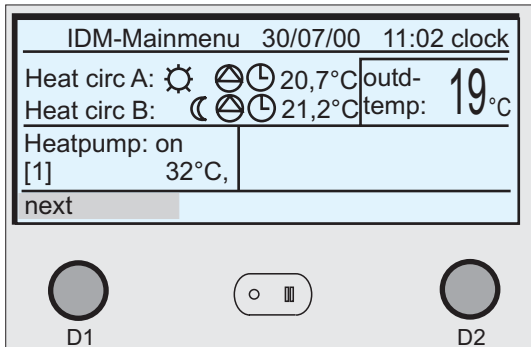 IDM-Mainmenu 30/07/00 11:02 clock
Heat circ A: 20,7°C
Heat circ B: 21,2°C
outd-
temp: 19°C
Heatpump: on
[1] 32°C,
next
D1 D2